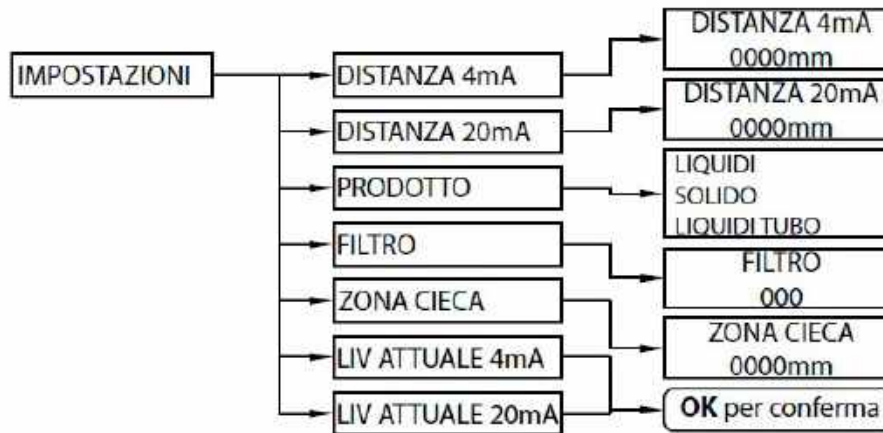 IMPOSTAZIONI
DISTANZA 4mA
DISTANZA 20mA
PRODOTTO
FILTRO
ZONA CIECA
LIV ATTUALE 4mA
LIV ATTUALE 20mA
DISTANZA 4mA
0000mm
DISTANZA 20mA
0000mm
LIQUIDI
SOLIDO
LIQUIDI TUBO
FILTRO
000
ZONA CIECA
0000mm
OK per conferma